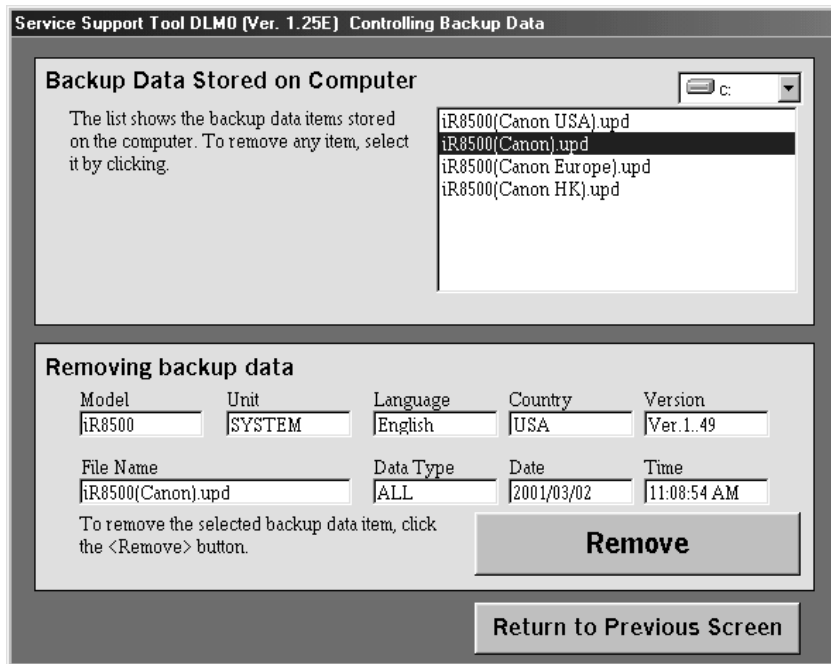 Service Support Tool DLM0 (Ver. 1.25E)  Controlling Backup Data
Backup Data Stored on Computer
c:
The list shows the backup data items stored
on the computer. To remove any item, select
it by clicking.
iR8500(Canon USA).upd
iR8500(Canon).upd
iR8500(Canon Europe).upd
iR8500(Canon HK).upd
Removing backup data
Model Unit Language Country Version
iR8500 SYSTEM English USA Ver.1..49
File Name Data Type Date Time
iR8500(Canon).upd ALL 2001/03/02 11:08:54 AM
To remove the selected backup data item, click
the <Remove> button.
Remove
Return to Previous Screen